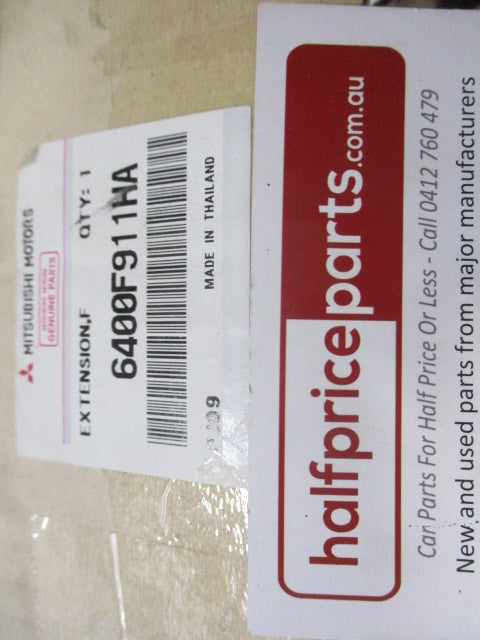 MITSUBISHI MOTORS
GENUINE PARTS
EXTENSION,F QTY: 1
6400F911HA
MADE IN THAILAND
halfpriceparts.com.au
Car Parts For Half Price Or Less - Call 0412 760 479
New and used parts from major manufacturers